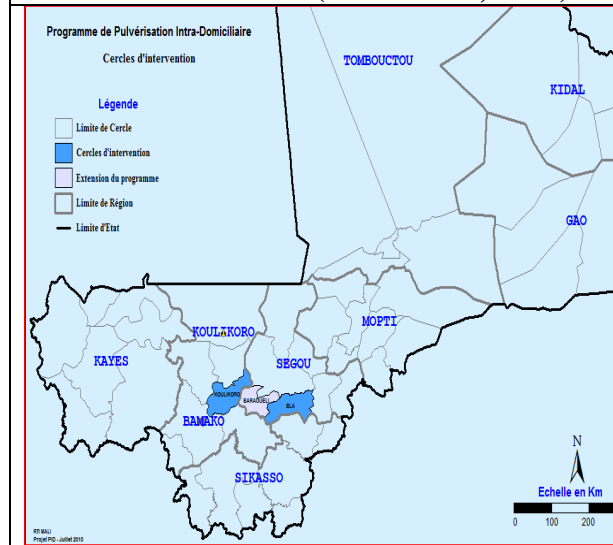 Programme de Pulvérisation Intra-Domiciliaire
Cercles d'intervention
Légende
Limite de Cercle
Cercles d'intervention
Extension du programme
Limite de Région
Limite d'Etat
TOMBOUCTOU
KIDAL
GAO
MOPTI
KOULIKORO
SEGOU
KAYES
KOULIKORO
BARAOUELI
BLA
BAMAKO
SIKASSO
N
Echelle en Km
0 100 200
RTI MALI
Projet PID - Juillet 2010